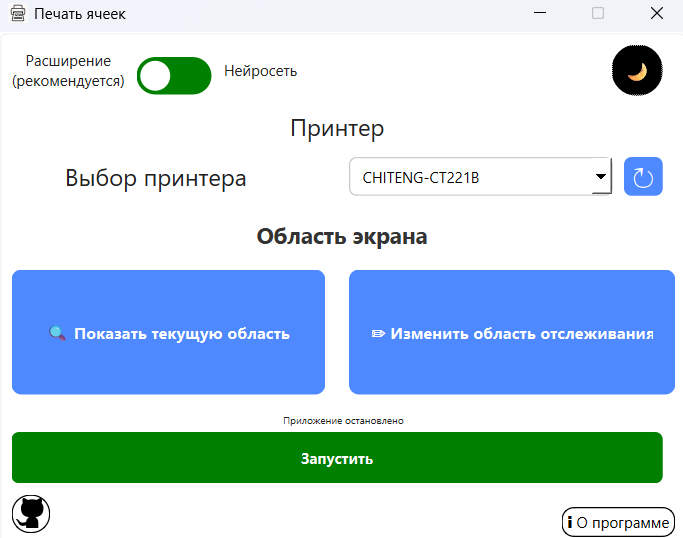 Печать ячеек
Расширение
(рекомендуется)
Нейросеть
Принтер
Выбор принтера
CHITENG-CT221B
Область экрана
Показать текущую область
Изменить область отслеживания
Приложение остановлено
Запустить
О программе